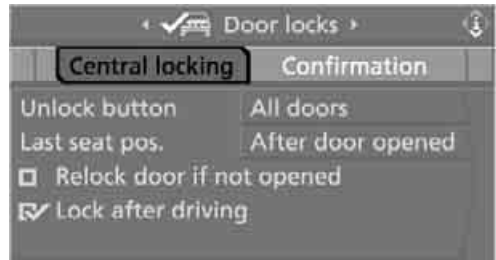 Door locks
Central locking Confirmation
Unlock button All doors
Last seat pos. After door opened
Relock door if not opened
Lock after driving